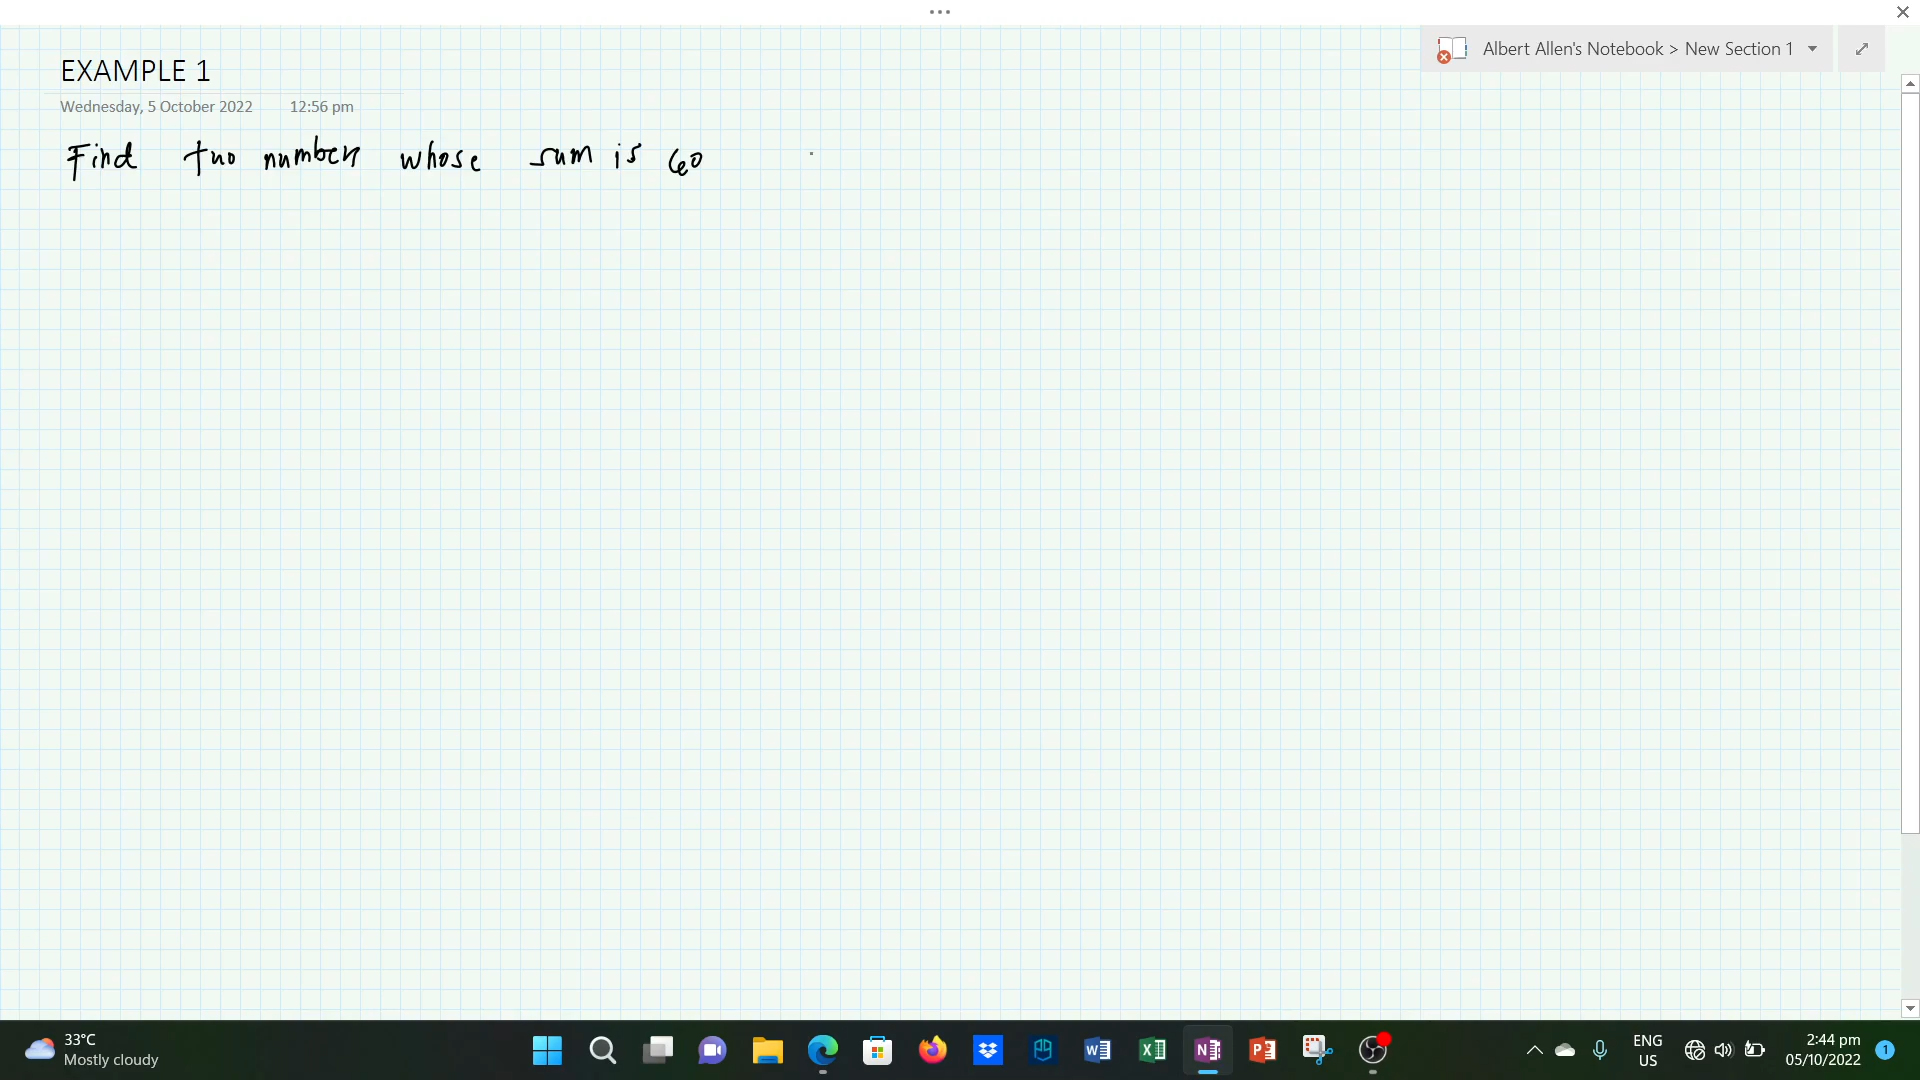 Albert Allen's Notebook > New Section 1
EXAMPLE 1
Wednesday, 5 October 2022 12:56 pm
Find two number whose sum is 60
33°C
Mostly cloudy
ENG
US
2:44 pm
05/10/2022
1